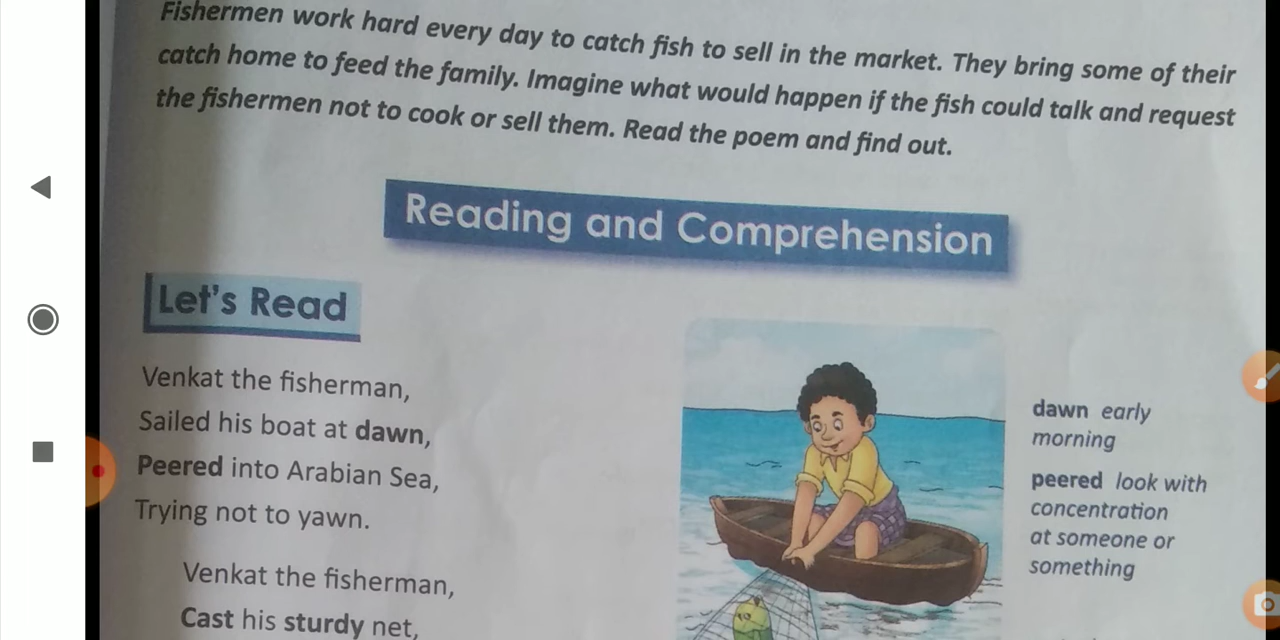 Fishermen work hard every day to catch fish to sell in the market. They bring some of their
catch home to feed the family. Imagine what would happen if the fish could talk and request
the fishermen not to cook or sell them. Read the poem and find out.
Reading and Comprehension
Let's Read
Venkat the fisherman,
Sailed his boat at dawn,
Peered into Arabian Sea,
Trying not to yawn.
Venkat the fisherman,
Cast his sturdy net,
dawn early
morning
peered look with
concentration
at someone or
something